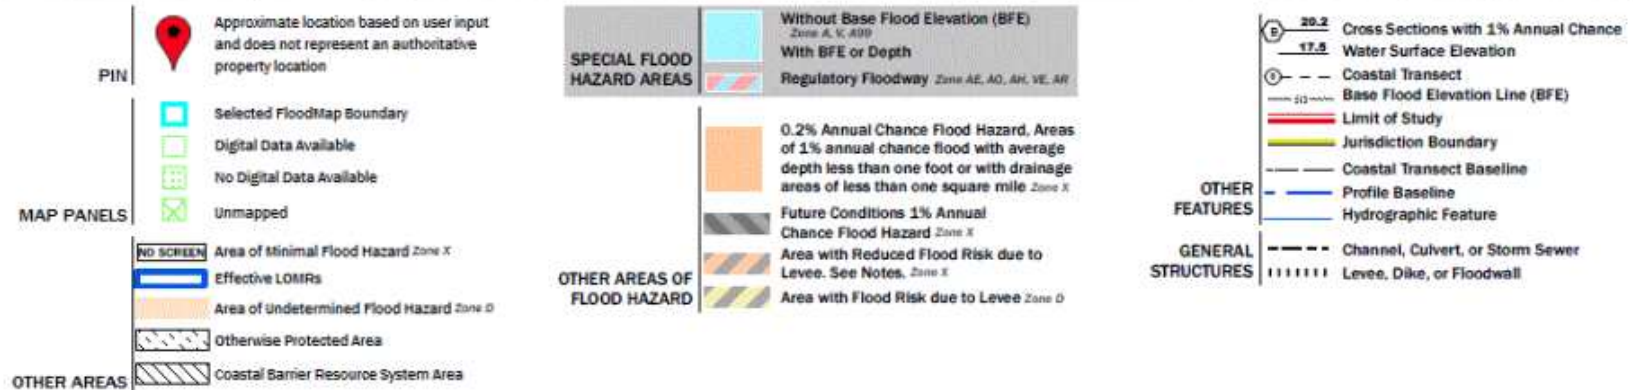 Approximate location based on user input
and does not represent an authoritative
property location
PIN
Selected FloodMap Boundary
Digital Data Available
No Digital Data Available
Unmapped
MAP PANELS
NO SCREEN Area of Minimal Flood Hazard Zone X
Effective LOMRs
Area of Undetermined Flood Hazard Zone D
Otherwise Protected Area
Coastal Barrier Resource System Area
OTHER AREAS
Without Base Flood Elevation (BFE)
Zone A, V, A99
With BFE or Depth
SPECIAL FLOOD
HAZARD AREAS
Regulatory Floodway Zone AE, AO, AH, VE, AR
0.2% Annual Chance Flood Hazard, Areas
of 1% annual chance flood with average
depth less than one foot or with drainage
areas of less than one square mile Zone X
Future Conditions 1% Annual
Chance Flood Hazard Zone X
Area with Reduced Flood Risk due to
Levee. See Notes. Zone X
OTHER AREAS OF
FLOOD HAZARD
Area with Flood Risk due to Levee Zone D
B 20.2 Cross Sections with 1% Annual Chance
17.5 Water Surface Elevation
Coastal Transect
Base Flood Elevation Line (BFE)
Limit of Study
Jurisdiction Boundary
Coastal Transect Baseline
OTHER
FEATURES
Profile Baseline
Hydrographic Feature
GENERAL
STRUCTURES
Channel, Culvert, or Storm Sewer
Levee, Dike, or Floodwall